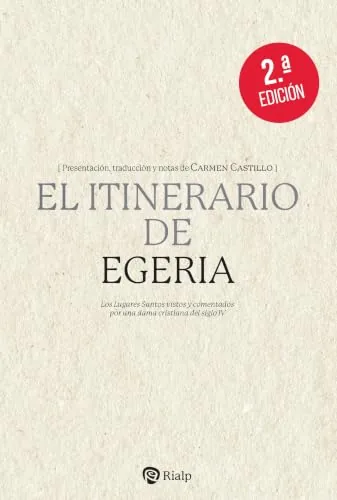 2.ª
EDICIÓN
[ Presentación, traducción y notas de CARMEN CASTILLO ]
EL ITINERARIO
DE
EGERIA
Los Lugares Santos vistos y comentados
por una dama cristiana del siglo IV
Rialp